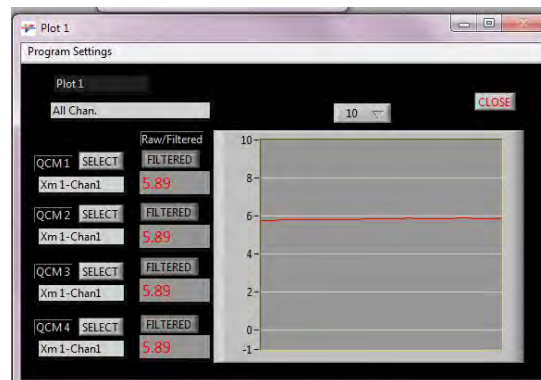 Plot 1
Program Settings
Plot 1
All Chan.
10
CLOSE
Raw/Filtered
QCM 1 SELECT FILTERED
Xm 1-Chan1 5.89
QCM 2 SELECT FILTERED
Xm 1-Chan1 5.89
QCM 3 SELECT FILTERED
Xm 1-Chan1 5.89
QCM 4 SELECT FILTERED
Xm 1-Chan1 5.89
10
8
6
4
2
0
-1